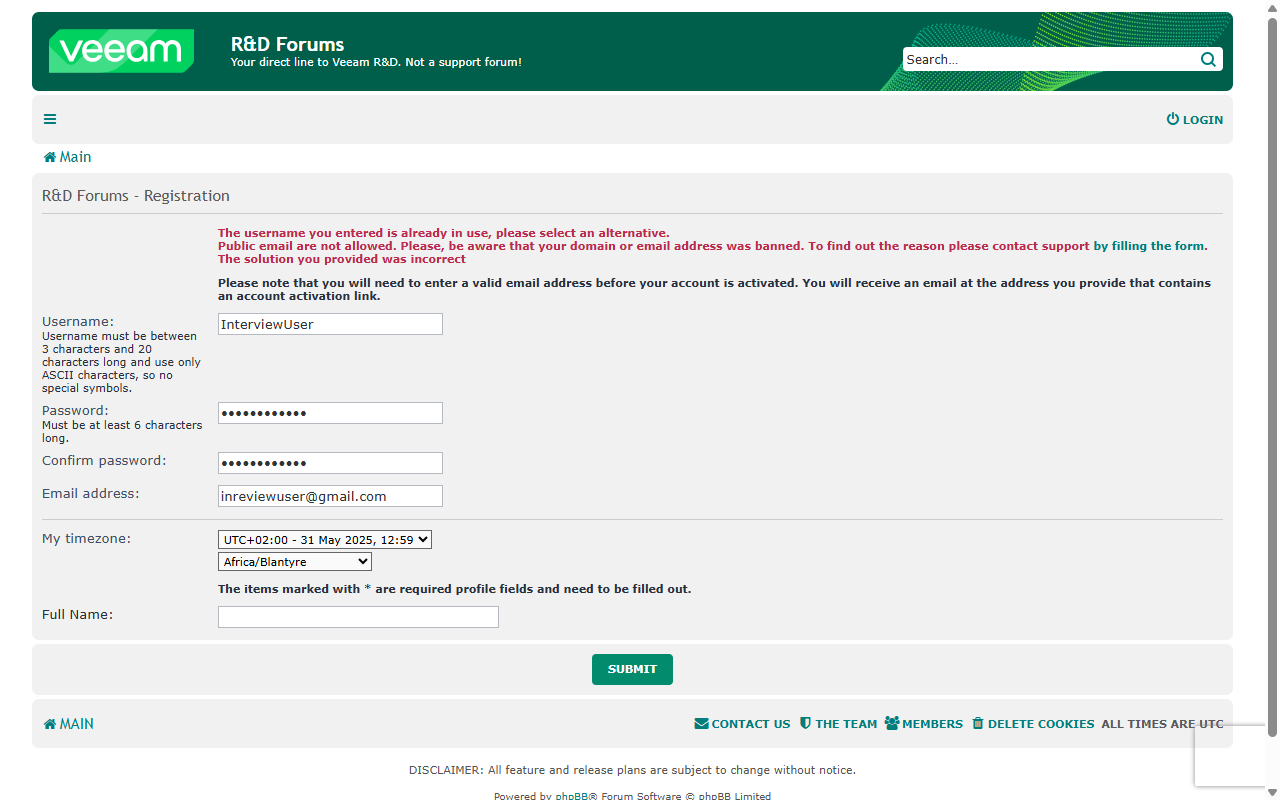 veeam
R&D Forums
Your direct line to Veeam R&D. Not a support forum!
Search…
LOGIN
Main
R&D Forums - Registration
The username you entered is already in use, please select an alternative.
Public email are not allowed. Please, be aware that your domain or email address was banned. To find out the reason please contact support by filling the form.
The solution you provided was incorrect
Please note that you will need to enter a valid email address before your account is activated. You will receive an email at the address you provide that contains
an account activation link.
Username:
InterviewUser
Username must be between
3 characters and 20
characters long and use only
ASCII characters, so no
special symbols.
Password:
••••••••••••
Must be at least 6 characters
long.
Confirm password:
••••••••••••
Email address:
inreviewuser@gmail.com
My timezone:
UTC+02:00 - 31 May 2025, 12:59
Africa/Blantyre
The items marked with * are required profile fields and need to be filled out.
Full Name:
SUBMIT
MAIN
CONTACT US THE TEAM MEMBERS DELETE COOKIES ALL TIMES ARE UTC
DISCLAIMER: All feature and release plans are subject to change without notice.
Powered by phpBB® Forum Software © phpBB Limited